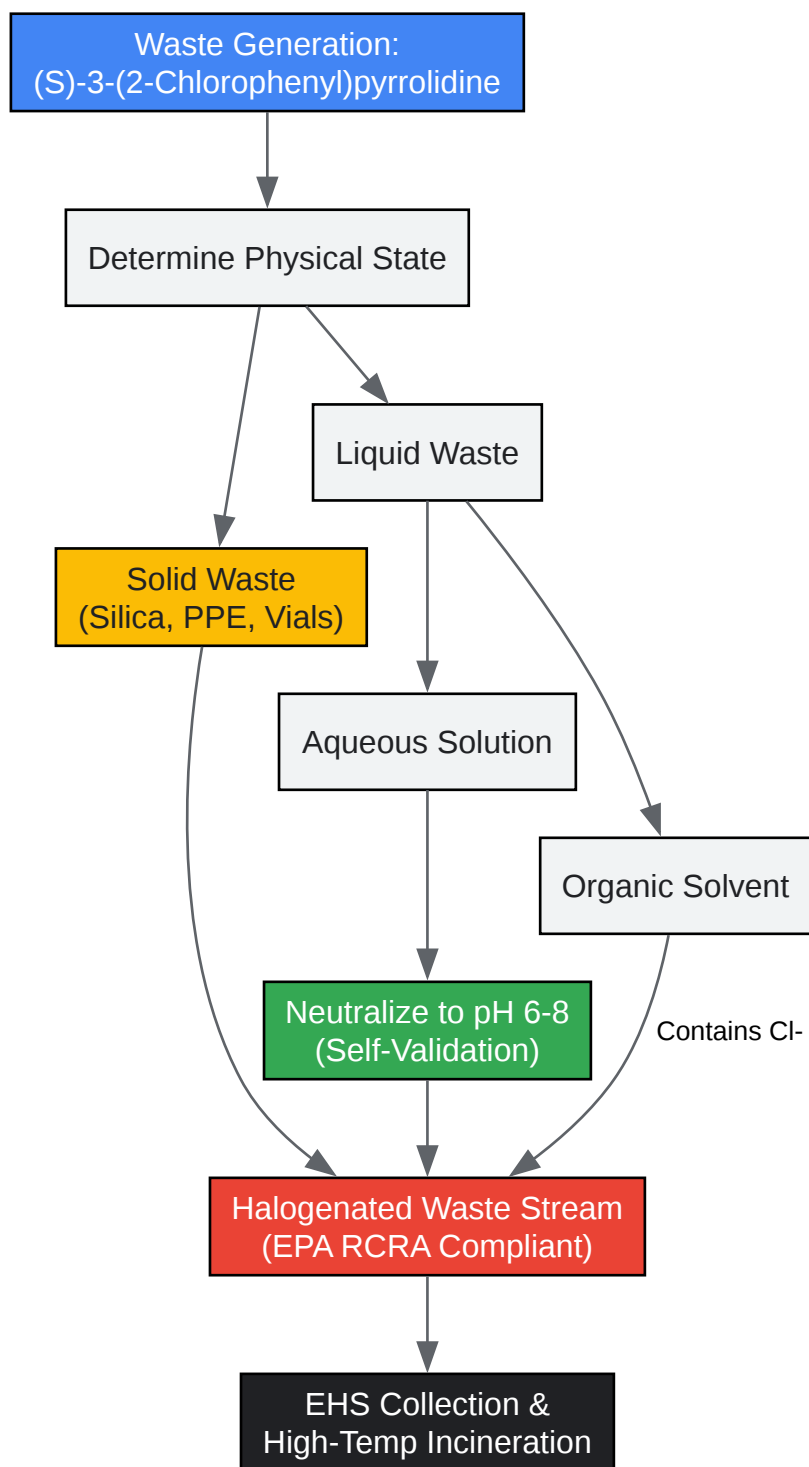 Waste Generation:
(S)-3-(2-Chlorophenyl)pyrrolidine
Determine Physical State
Liquid Waste
Solid Waste
(Silica, PPE, Vials)
Aqueous Solution
Organic Solvent
Neutralize to pH 6-8
(Self-Validation)
Contains Cl-
Halogenated Waste Stream
(EPA RCRA Compliant)
EHS Collection &
High-Temp Incineration